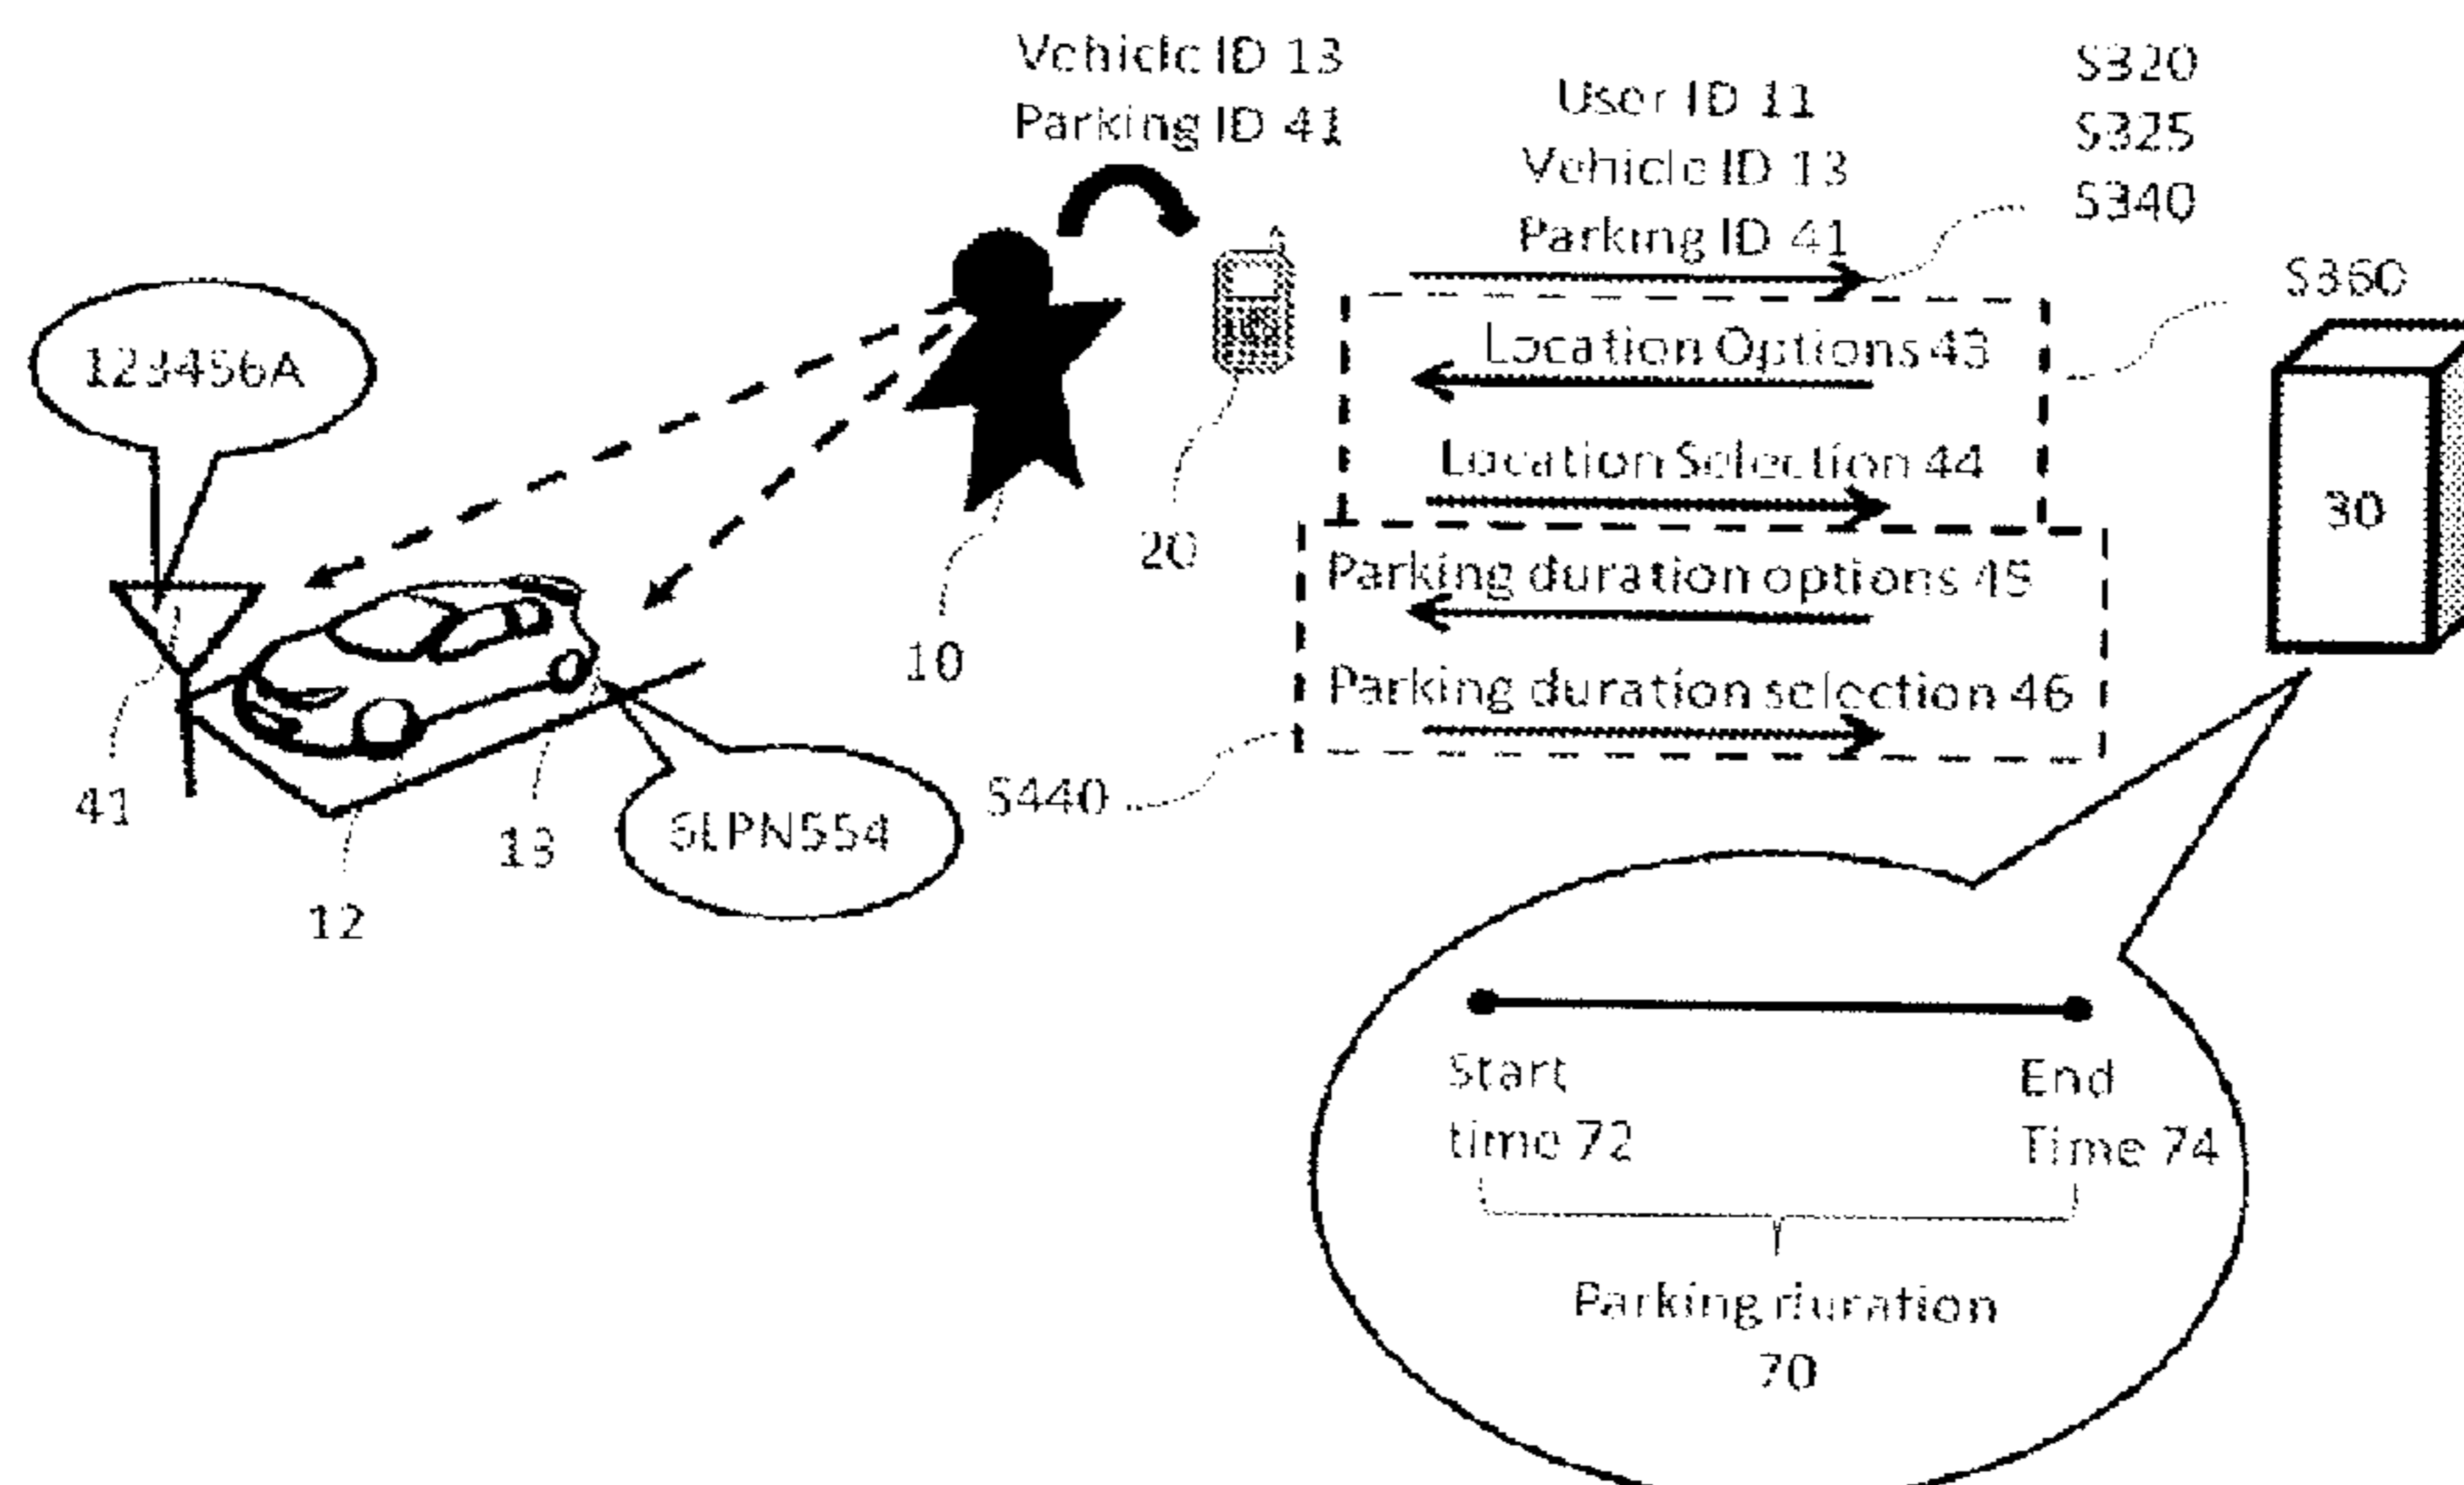 Vehicle ID 13
Parking ID 41
User ID 11
Vehicle ID 13
Parking ID 41
S320
S325
S340
S360
123456A
Location Options 43
Location Selection 44
30
20
Parking duration options 45
10
Parking duration selection 46
41
S440
13
6LPN554
12
Start
time 72
End
Time 74
Parking duration
70